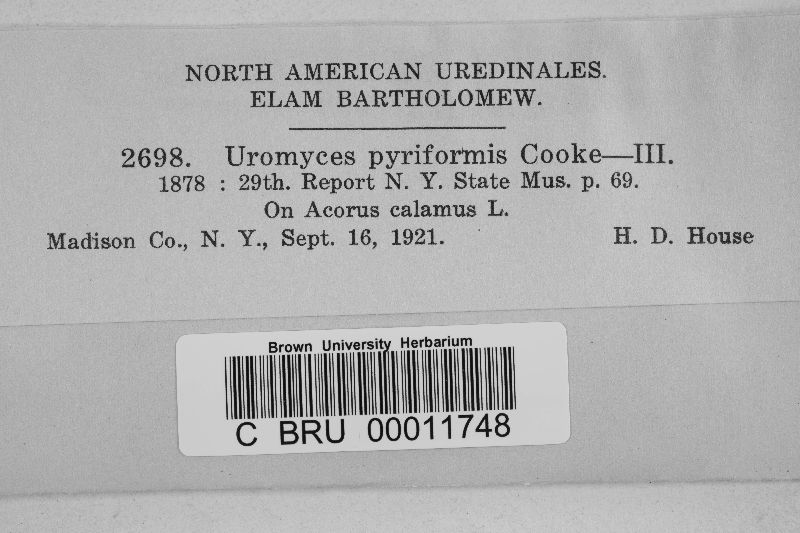 NORTH AMERICAN UREDINALES.
ELAM BARTHOLOMEW.
2698. Uromyces pyriformis Cooke—III.
1878 : 29th. Report N. Y. State Mus. p. 69.
On Acorus calamus L.
Madison Co., N. Y., Sept. 16, 1921. H. D. House
Brown University Herbarium
C BRU 00011748